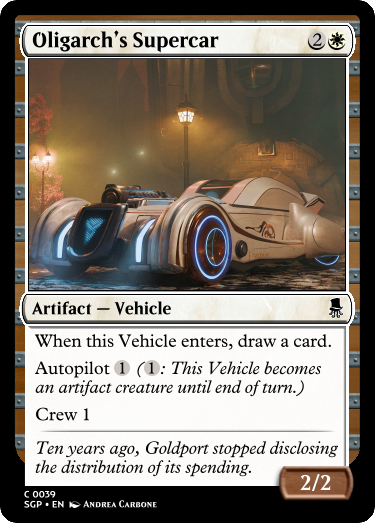 Oligarch's Supercar 2
Artifact — Vehicle
When this Vehicle enters, draw a card.
Autopilot 1 (1: This Vehicle becomes
an artifact creature until end of turn.)
Crew 1
Ten years ago, Goldport stopped disclosing
the distribution of its spending.
2/2
C 0039
SGP • EN Andrea Carbone